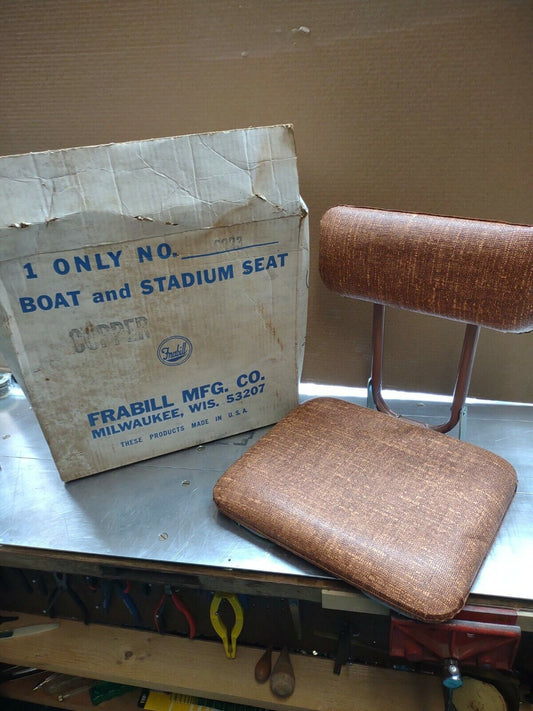 1 ONLY NO.
BOAT and STADIUM SEAT
COPPER
Frabill
FRABILL MFG. CO.
MILWAUKEE, WIS. 53207
THESE PRODUCTS MADE IN U.S.A.